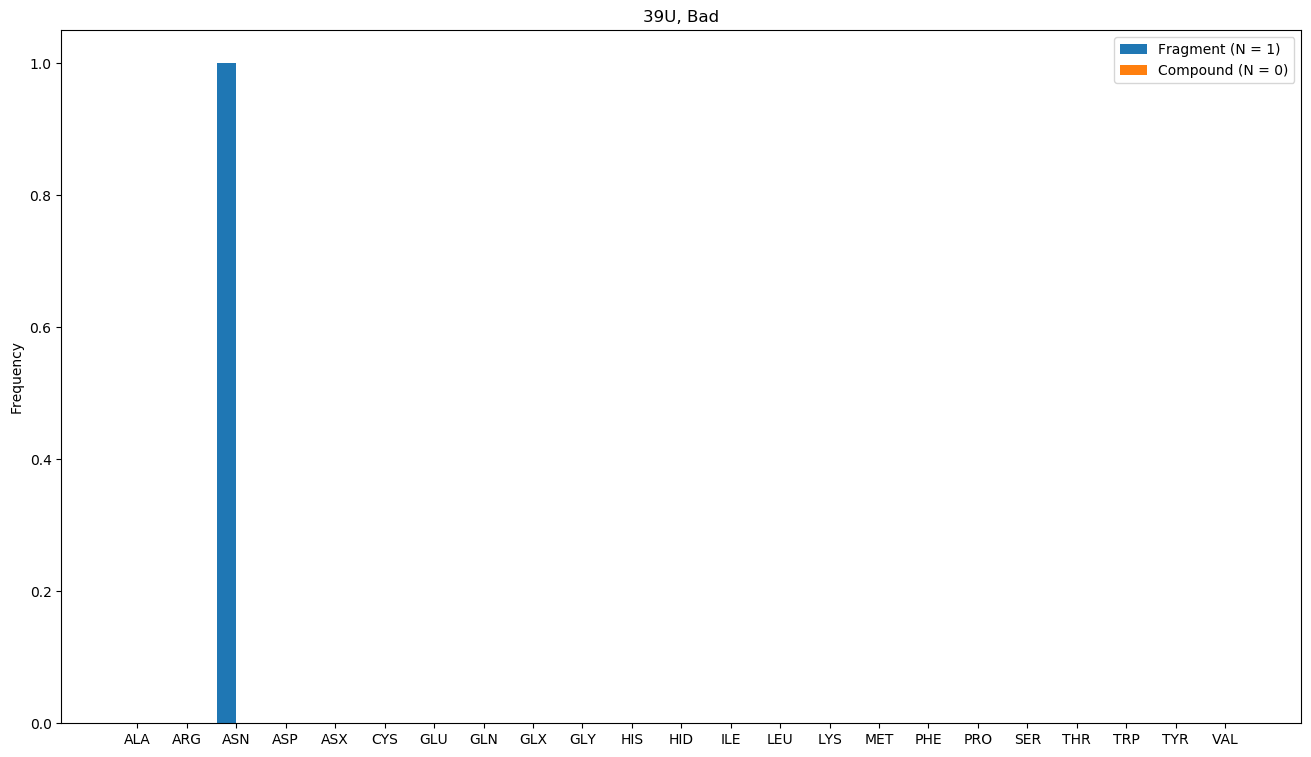 39U, Bad
Fragment (N = 1)
Compound (N = 0)
Frequency
1.0
0.8
0.6
0.4
0.2
0.0
ALA ARG ASN ASP ASX CYS GLU GLN GLX GLY HIS HID ILE LEU LYS MET PHE PRO SER THR TRP TYR VAL